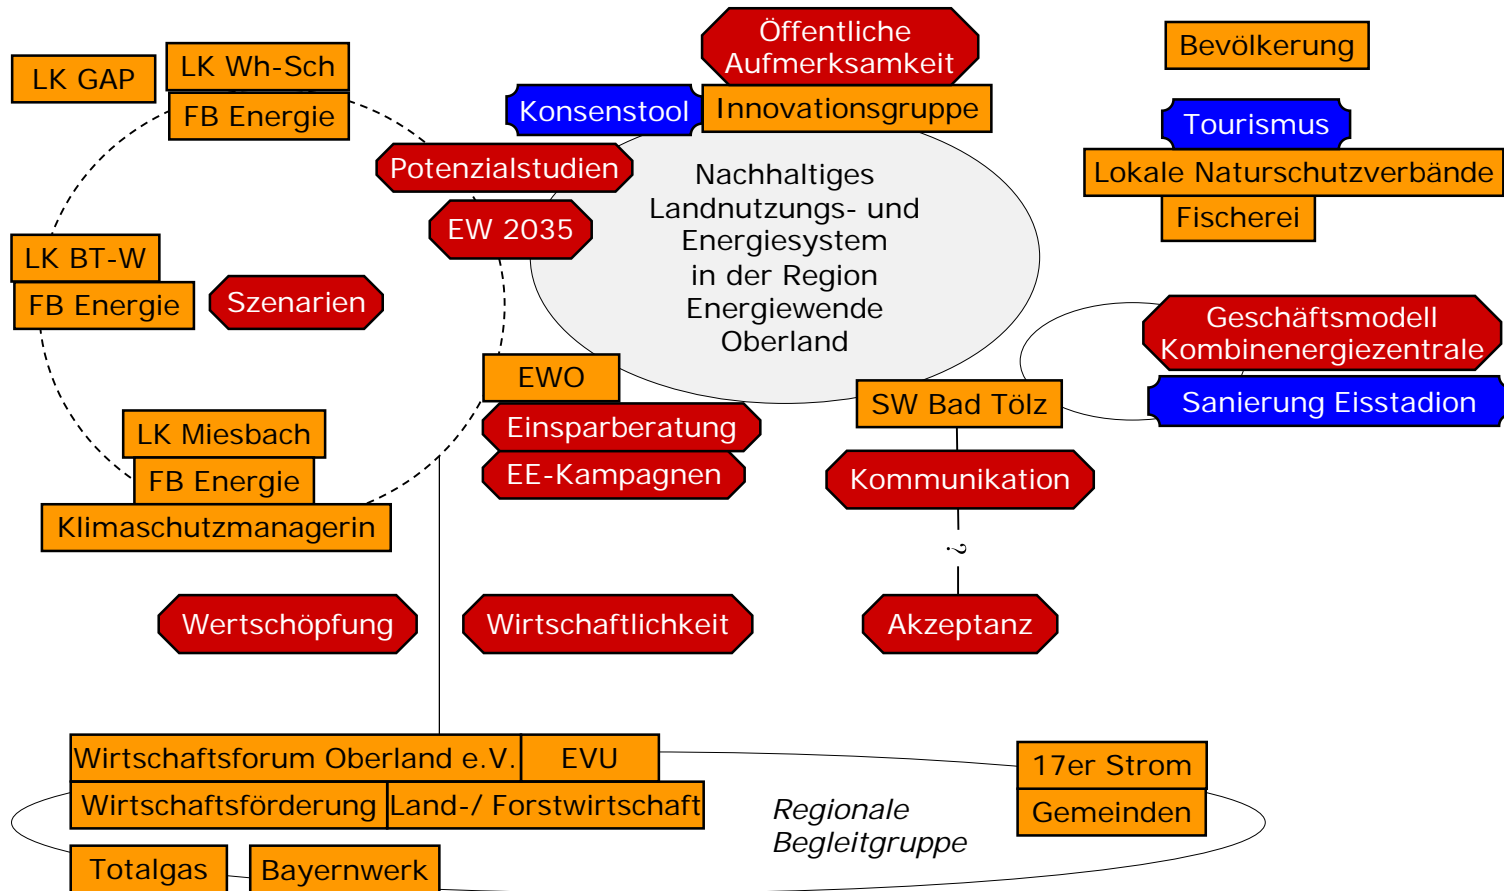 Öffentliche
Aufmerksamkeit
Bevölkerung
LK GAP
LK Wh-Sch
FB Energie
Konsenstool
Innovationsgruppe
Tourismus
Potenzialstudien
Nachhaltiges
Landnutzungs- und
Energiesystem
in der Region
Energiewende
Oberland
Lokale Naturschutzverbände
Fischerei
EW 2035
LK BT-W
FB Energie
Szenarien
Geschäftsmodell
Kombinenergiezentrale
Sanierung Eisstadion
EWO
SW Bad Tölz
Einsparberatung
EE-Kampagnen
LK Miesbach
FB Energie
Klimaschutzmanagerin
Kommunikation
?
Wertschöpfung
Wirtschaftlichkeit
Akzeptanz
Wirtschaftsforum Oberland e.V.
EVU
17er Strom
Wirtschaftsförderung
Land-/ Forstwirtschaft
Regionale
Begleitgruppe
Gemeinden
Totalgas
Bayernwerk